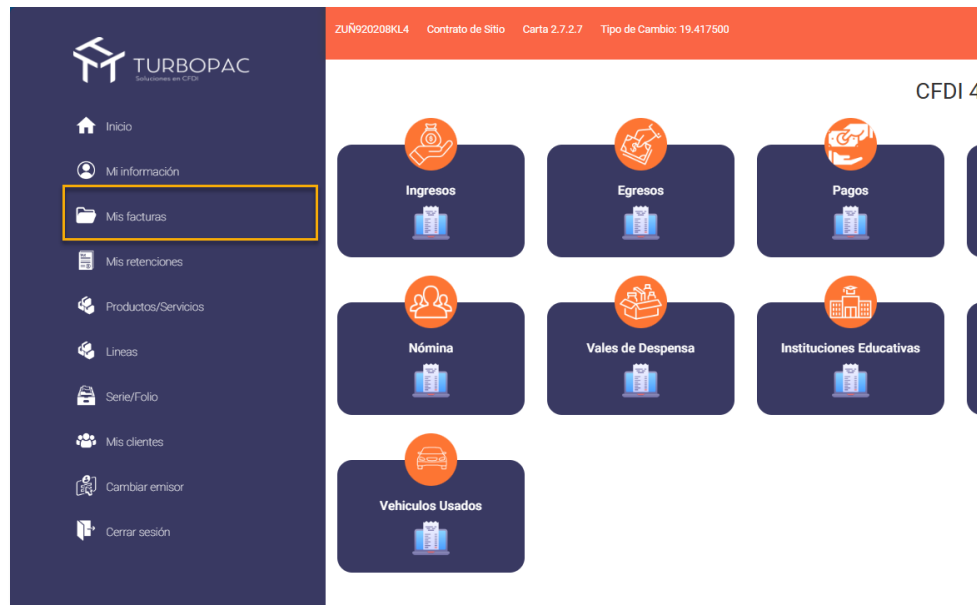 TURBOPAC
Soluciones en CFDI
Inicio
Mi información
Mis facturas
Mis retenciones
Productos/Servicios
Lineas
Serie/Folio
Mis clientes
Cambiar emisor
Cerrar sesión
ZUÑ920208KL4 Contrato de Sitio Carta 2.7.2.7 Tipo de Cambio: 19.417500
CFDI 4
Ingresos Egresos Pagos
Nómina Vales de Despensa Instituciones Educativas
Vehiculos Usados